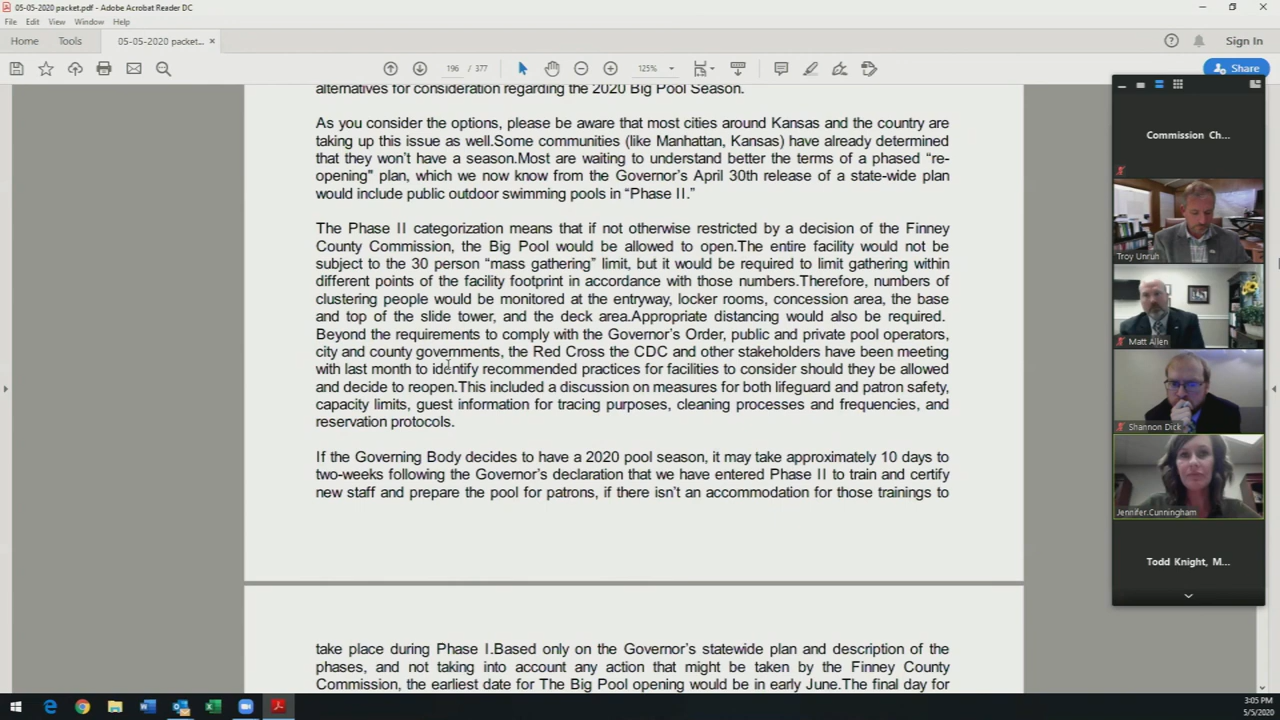 05-05-2020 packet.pdf - Adobe Acrobat Reader DC
File Edit View Window Help
Home Tools 05-05-2020 packet... ×
Sign In
196 / 377
125%
Share
alternatives for consideration regarding the 2020 Big Pool Season.
As you consider the options, please be aware that most cities around Kansas and the country are
taking up this issue as well.Some communities (like Manhattan, Kansas) have already determined
that they won't have a season.Most are waiting to understand better the terms of a phased “re-
opening" plan, which we now know from the Governor's April 30th release of a state-wide plan
would include public outdoor swimming pools in “Phase II.”
The Phase II categorization means that if not otherwise restricted by a decision of the Finney
County Commission, the Big Pool would be allowed to open.The entire facility would not be
subject to the 30 person “mass gathering” limit, but it would be required to limit gathering within
different points of the facility footprint in accordance with those numbers.Therefore, numbers of
clustering people would be monitored at the entryway, locker rooms, concession area, the base
and top of the slide tower, and the deck area.Appropriate distancing would also be required.
Beyond the requirements to comply with the Governor's Order, public and private pool operators,
city and county governments, the Red Cross the CDC and other stakeholders have been meeting
with last month to identify recommended practices for facilities to consider should they be allowed
and decide to reopen.This included a discussion on measures for both lifeguard and patron safety,
capacity limits, guest information for tracing purposes, cleaning processes and frequencies, and
reservation protocols.
If the Governing Body decides to have a 2020 pool season, it may take approximately 10 days to
two-weeks following the Governor's declaration that we have entered Phase II to train and certify
new staff and prepare the pool for patrons, if there isn't an accommodation for those trainings to
take place during Phase I.Based only on the Governor's statewide plan and description of the
phases, and not taking into account any action that might be taken by the Finney County
Commission, the earliest date for The Big Pool opening would be in early June.The final day for
Commission Ch...
Troy Unruh
Matt Allen
Shannon Dick
Jennifer.Cunningham
Todd Knight, M...
3:05 PM
5/5/2020